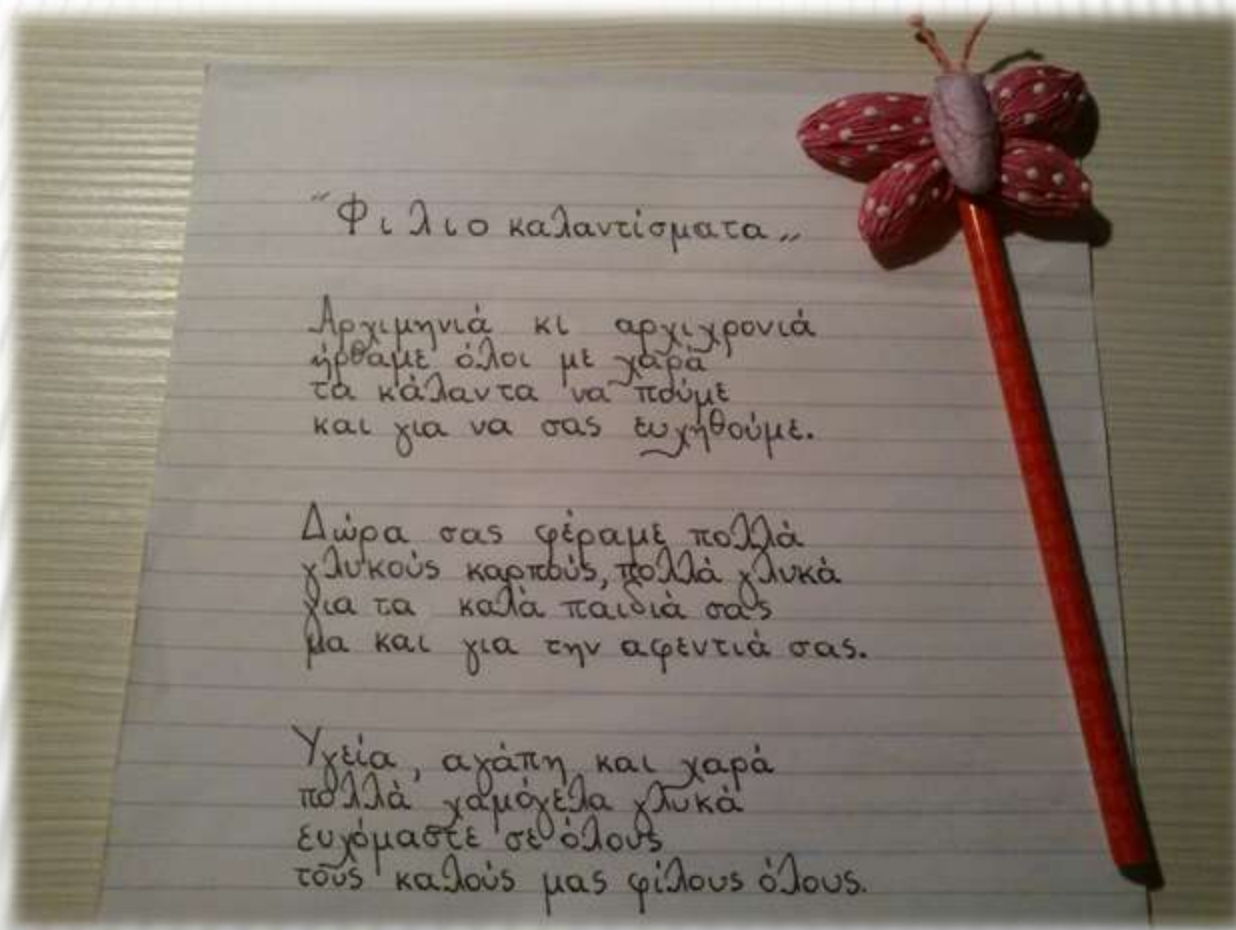 "Φιλιο καλαντίσματα"
Αρχιμηνιά κι αρχιχρονιά
ήρθαμε όλοι με χαρά
τα κάλαντα να πούμε
και για να σας ευχηθούμε.
Δώρα σας φέραμε πολλά
γλυκούς καρπούς, πολλά γλυκά
για τα καλά παιδιά σας
μα και για την αφεντιά σας.
Υγεία, αγάπη και χαρά
πολλά χαμόγελα γλυκά
ευχόμαστε σε όλους
τους καλούς μας φίλους όλους.